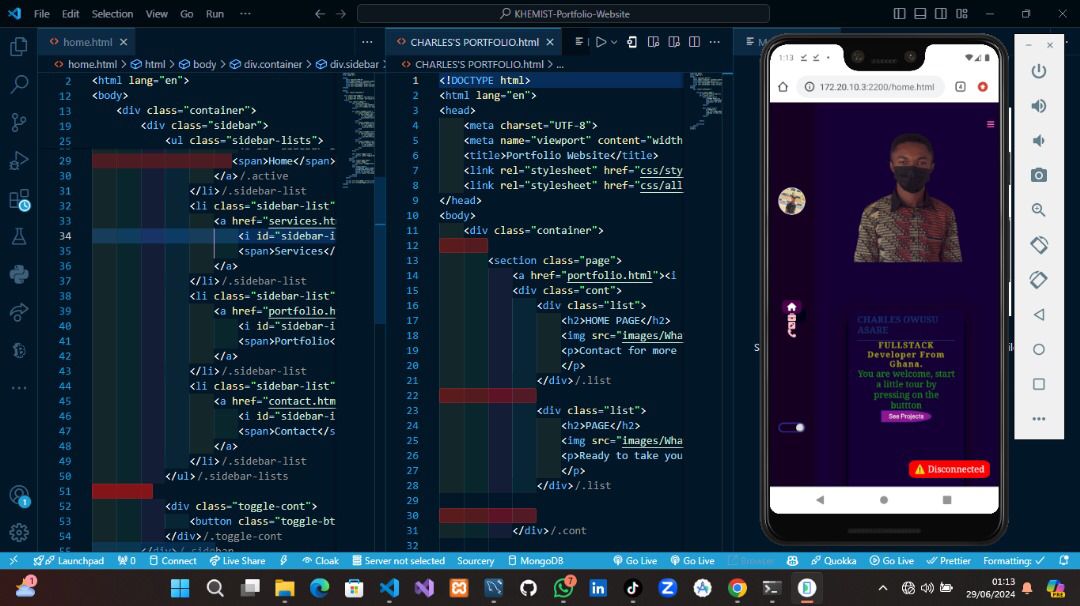 File Edit Selection View Go Run ···
KHEMIST-Portfolio-Website
home.html
home.html > html > body > div.container > div.sidebar
2 <html lang="en">
12 <body>
13 <div class="container">
19 <div class="sidebar">
25 <ul class="sidebar-lists">
29 <span>Home</span>
30 </a>/.active
31 </li>/.sidebar-list
32 <li class="sidebar-list"
33 <a href="services.ht
34 <i id="sidebar-i
35 <span>Services</
36 </a>
37 </li>/.sidebar-list
38 <li class="sidebar-list"
39 <a href="portfolio.h
40 <i id="sidebar-i
41 <span>Portfolio<
42 </a>
43 </li>/.sidebar-list
44 <li class="sidebar-list"
45 <a href="contact.htm
46 <i id="sidebar-i
47 <span>Contact</s
48 </a>
49 </li>/.sidebar-list
50 </ul>/.sidebar-lists
51
52 <div class="toggle-cont">
53 <button class="toggle-bt
54 </div>/.toggle-cont
55 </div>/.sidebar
CHARLES'S PORTFOLIO.html
CHARLES'S PORTFOLIO.html > ...
1 <!DOCTYPE html>
2 <html lang="en">
3 <head>
4 <meta charset="UTF-8">
5 <meta name="viewport" content="width
6 <title>Portfolio Website</title>
7 <link rel="stylesheet" href="css/sty
8 <link rel="stylesheet" href="css/all
9 </head>
10 <body>
11 <div class="container">
12
13 <section class="page">
14 <a href="portfolio.html"><i
15 <div class="cont">
16 <div class="list">
17 <h2>HOME PAGE</h2>
18 <img src="images/Wha
19 <p>Contact for more
20 </p>
21 </div>/.list
22
23 <div class="list">
24 <h2>PAGE</h2>
25 <img src="images/Wha
26 <p>Ready to take you
27 </p>
28 </div>/.list
29
30
31 </div>/.cont
32
1:13
172.20.10.3:2200/home.html
4
CHARLES OWUSU
ASARE
FULLSTACK
Developer From
Ghana.
You are welcome, start
a little tour by
pressing on the
buttton
See Projects
Disconnected
Launchpad
0
Connect
Live Share
Cloak
Server not selected
Sourcery
MongoDB
Go Live
Go Live
Browser
Quokka
Go Live
Prettier
Formatting:
1
7
01:13
29/06/2024